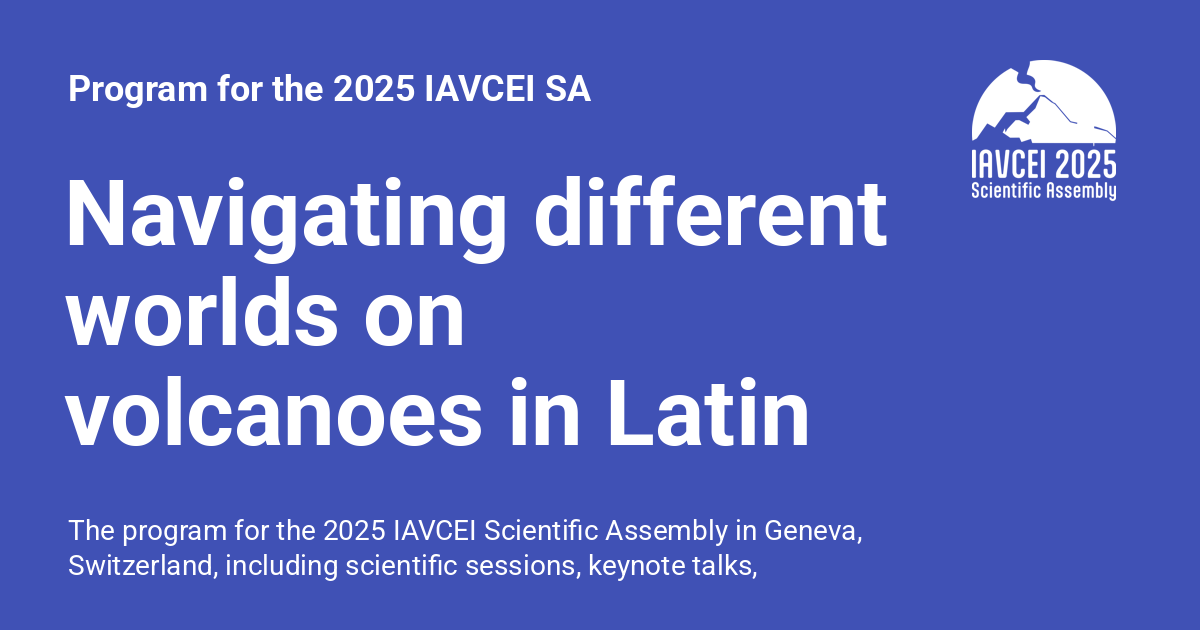 Program for the 2025 IAVCEI SA
IAVCEI 2025
Scientific Assembly
Navigating different
worlds on
volcanoes in Latin
The program for the 2025 IAVCEI Scientific Assembly in Geneva,
Switzerland, including scientific sessions, keynote talks,